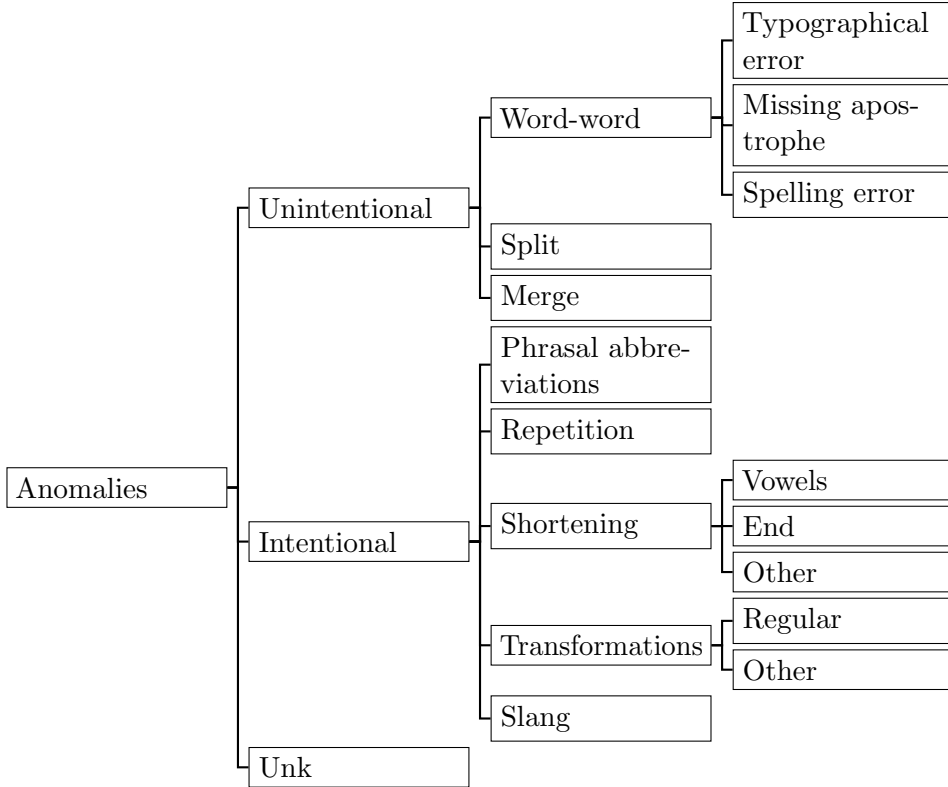 Typographical
error
Missing apos-
trophe
Spelling error
Word-word
Unintentional
Split
Merge
Phrasal abbre-
viations
Repetition
Anomalies
Intentional
Shortening
Vowels
End
Other
Transformations
Regular
Other
Slang
Unk